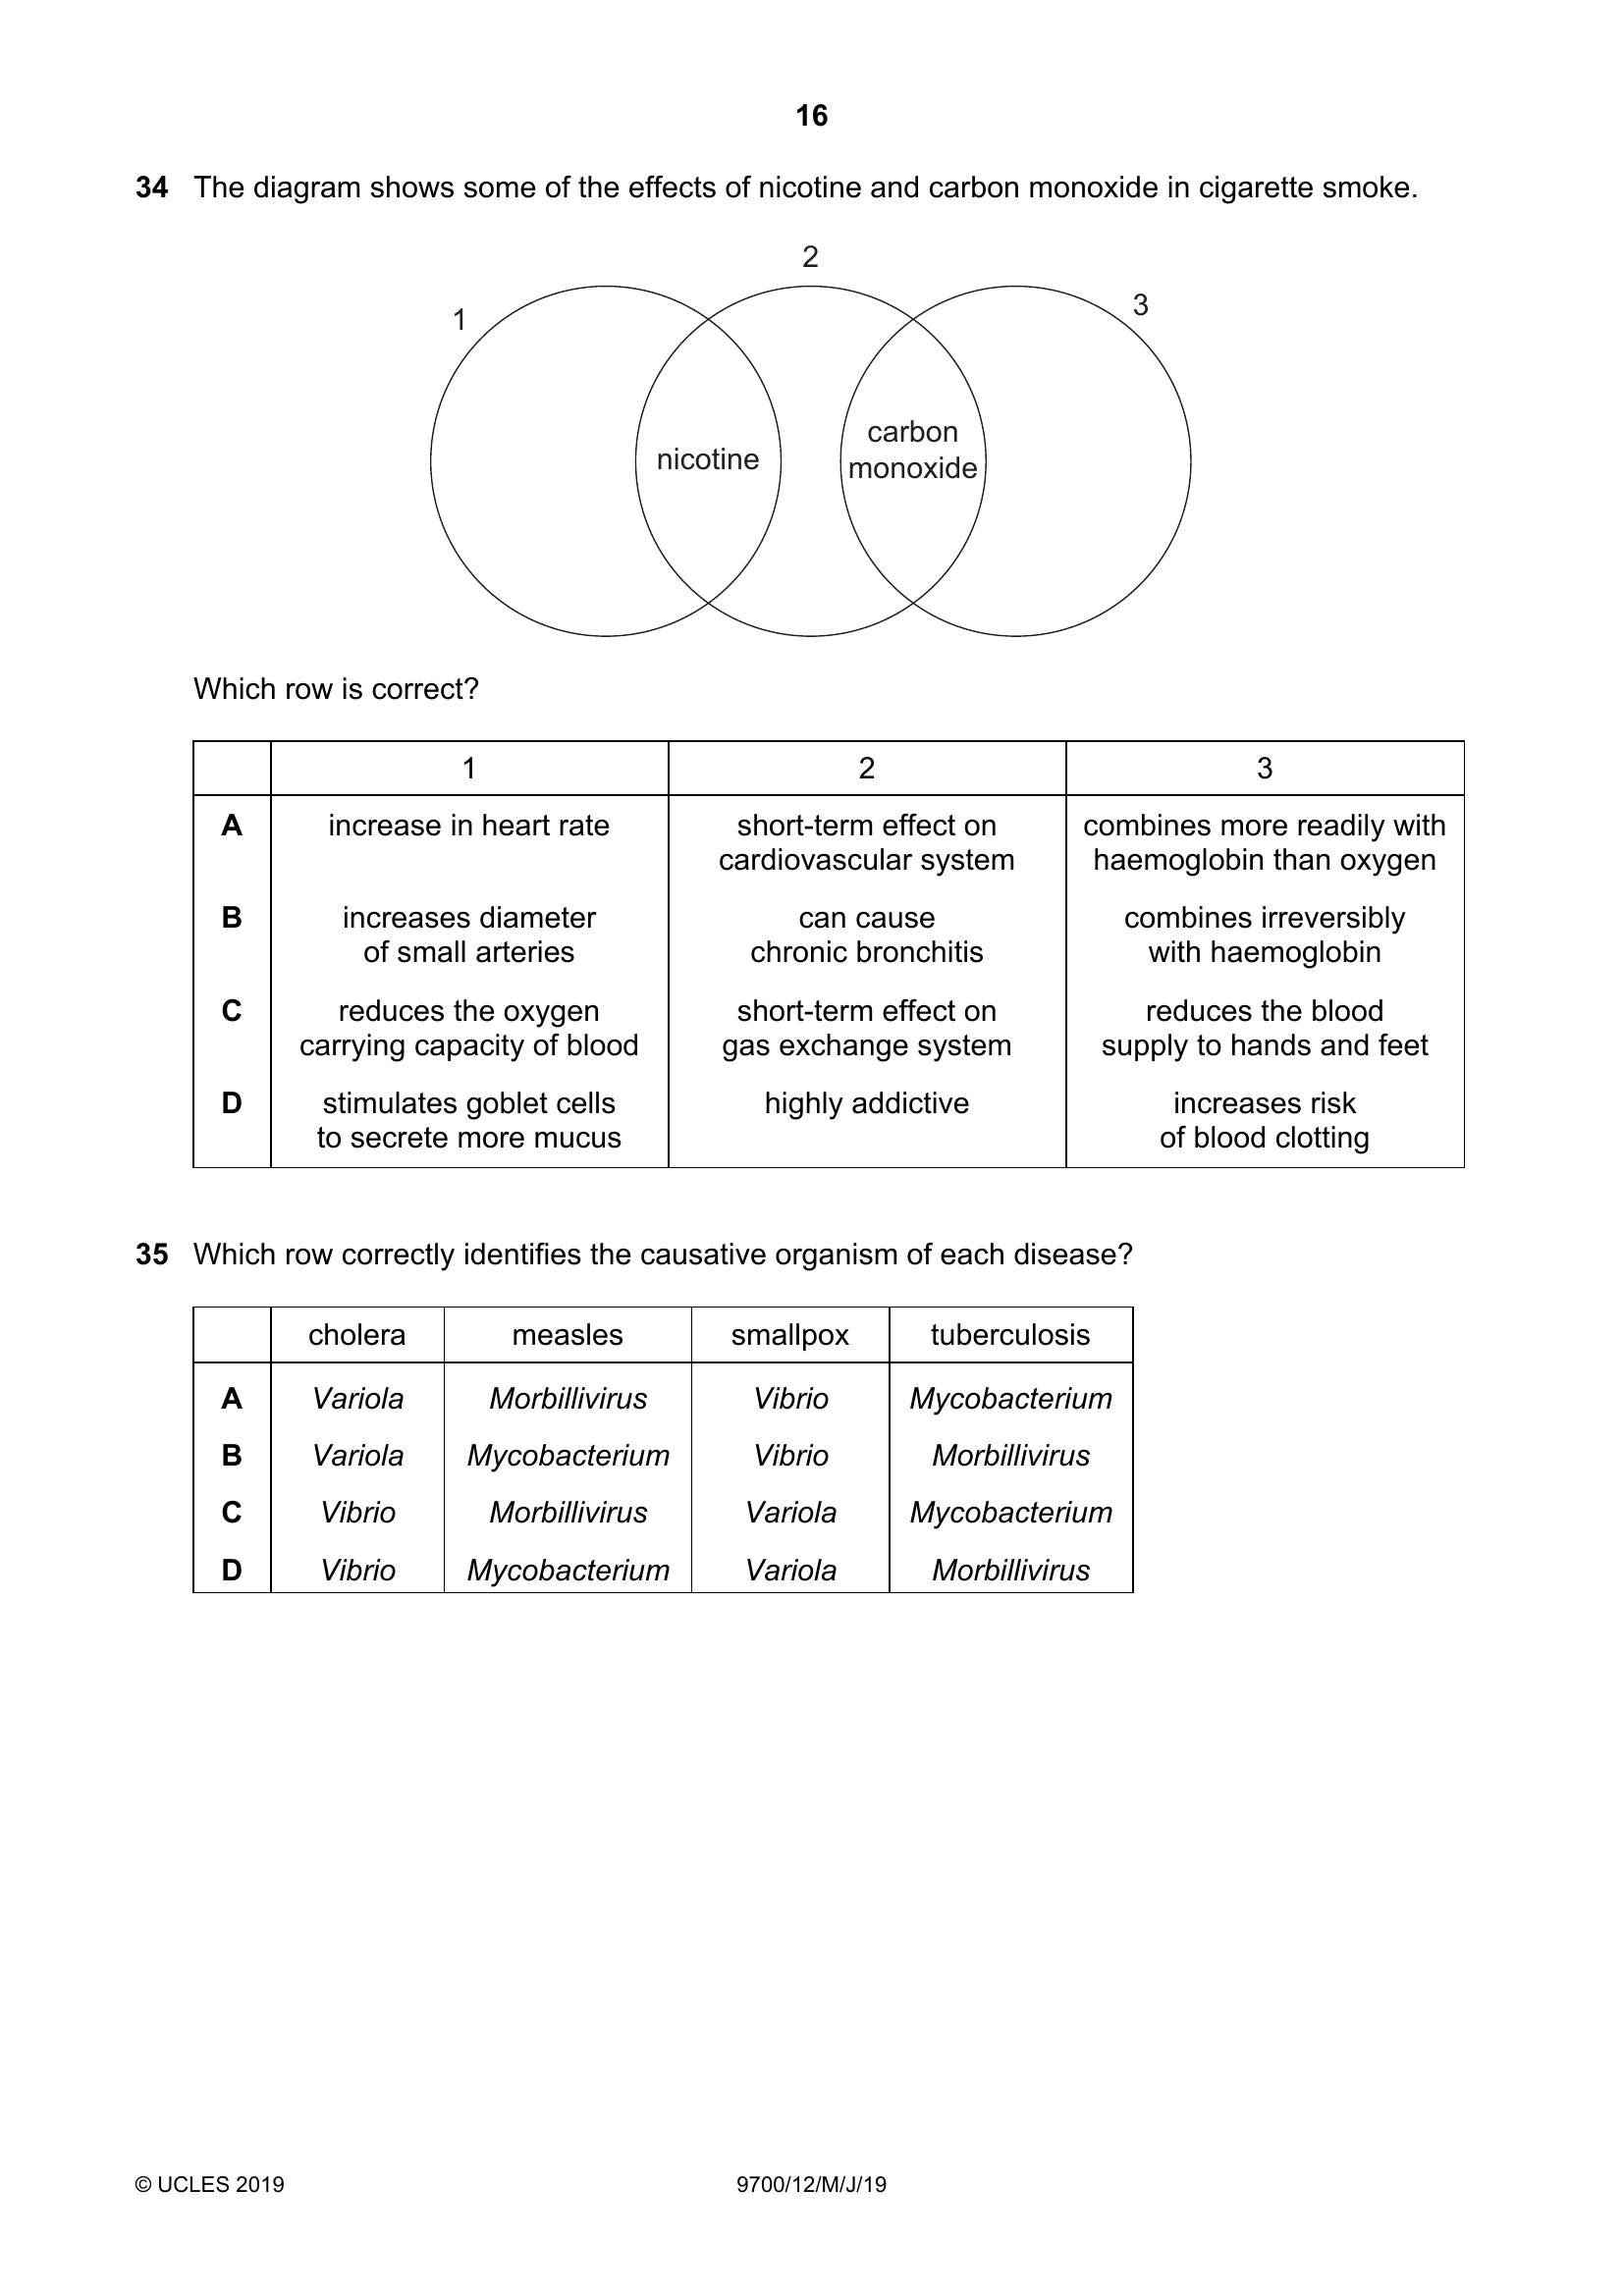 16
34 The diagram shows some of the effects of nicotine and carbon monoxide in cigarette smoke.
2
1
3
nicotine
carbon
monoxide
Which row is correct?
1 2 3
A increase in heart rate short-term effect on combines more readily with
cardiovascular system haemoglobin than oxygen
B increases diameter can cause combines irreversibly
of small arteries chronic bronchitis with haemoglobin
C reduces the oxygen short-term effect on reduces the blood
carrying capacity of blood gas exchange system supply to hands and feet
D stimulates goblet cells highly addictive increases risk
to secrete more mucus of blood clotting
35 Which row correctly identifies the causative organism of each disease?
cholera measles smallpox tuberculosis
A Variola Morbillivirus Vibrio Mycobacterium
B Variola Mycobacterium Vibrio Morbillivirus
C Vibrio Morbillivirus Variola Mycobacterium
D Vibrio Mycobacterium Variola Morbillivirus
© UCLES 2019 9700/12/M/J/19